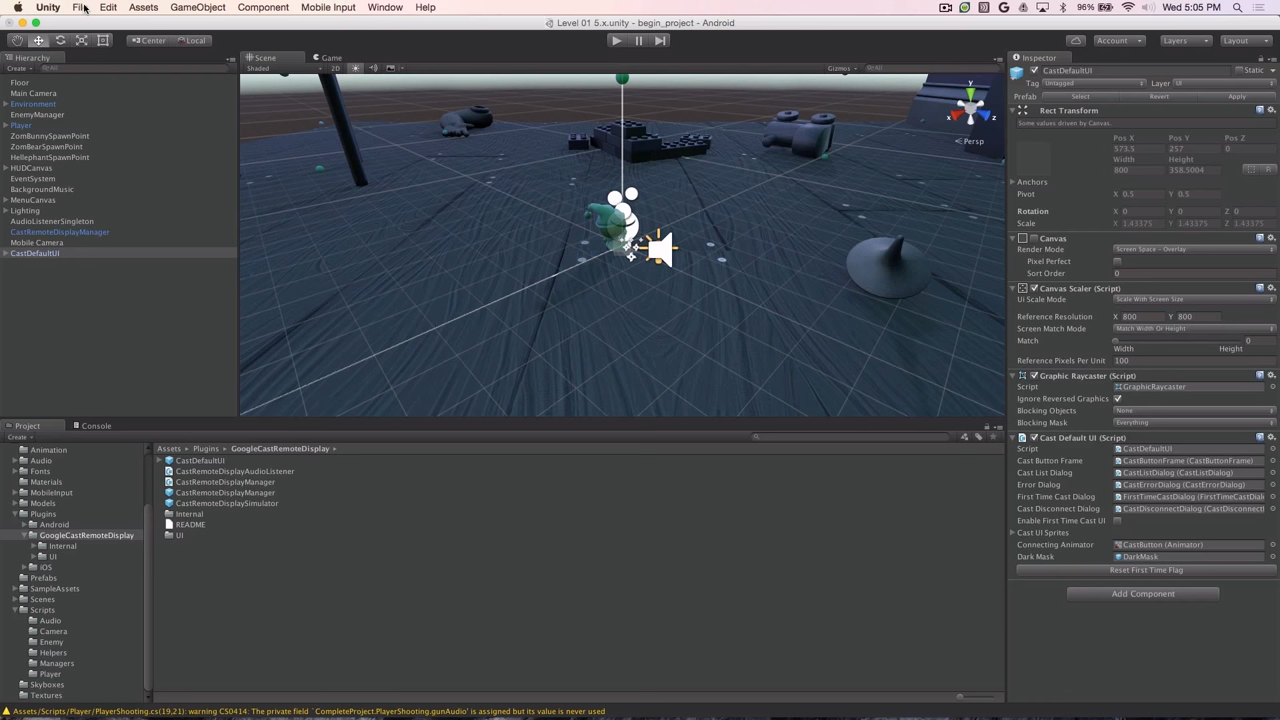 Unity File Edit Assets GameObject Component Mobile Input Window Help 96% Wed 5:05 PM
Level 01 5.x.unity - begin_project - Android
Center Local Account Layers Layout
Hierarchy
Create All
Floor
Main Camera
Environment
EnemyManager
Player
ZomBunnySpawnPoint
ZomBearSpawnPoint
HellephantSpawnPoint
HUDCanvas
EventSystem
BackgroundMusic
MenuCanvas
Lighting
AudioListenerSingleton
CastRemoteDisplayManager
Mobile Camera
CastDefaultUI
Scene Game
Shaded 2D Gizmos All
y
x z
Persp
Inspector
CastDefaultUI Static
Tag Untagged Layer UI
Prefab Select Revert Apply
Rect Transform
Some values driven by Canvas.
Pos X Pos Y Pos Z
573.5 257 0
Width Height
800 358.5004
R
Anchors
Pivot X 0.5 Y 0.5
Rotation X 0 Y 0 Z 0
Scale X 1.43375 Y 1.43375 Z 1.43375
Canvas
Render Mode Screen Space - Overlay
Pixel Perfect
Sort Order 0
Canvas Scaler (Script)
Ui Scale Mode Scale With Screen Size
Reference Resolution X 800 Y 800
Screen Match Mode Match Width Or Height
Match 0
Width Height
Reference Pixels Per Unit 100
Graphic Raycaster (Script)
Script GraphicRaycaster
Ignore Reversed Graphics
Blocking Objects None
Blocking Mask Everything
Cast Default UI (Script)
Script CastDefaultUI
Cast Button Frame CastButtonFrame (CastButtonFrame)
Cast List Dialog CastListDialog (CastListDialog)
Error Dialog CastErrorDialog (CastErrorDialog)
First Time Cast Dialog FirstTimeCastDialog (FirstTimeCastDial
Cast Disconnect Dialog CastDisconnectDialog (CastDisconnect
Enable First Time Cast UI
Cast UI Sprites
Connecting Animator CastButton (Animator)
Dark Mask DarkMask
Reset First Time Flag
Add Component
Project Console
Create
Animation
Audio
Fonts
Materials
MobileInput
Models
Plugins
Android
GoogleCastRemoteDisplay
Internal
UI
iOS
Prefabs
SampleAssets
Scenes
Scripts
Audio
Camera
Enemy
Helpers
Managers
Player
Skyboxes
Textures
Assets Plugins GoogleCastRemoteDisplay
CastDefaultUI
CastRemoteDisplayAudioListener
CastRemoteDisplayManager
CastRemoteDisplayManager
CastRemoteDisplaySimulator
Internal
README
UI
Assets/Scripts/Player/PlayerShooting.cs(19,21): warning CS0414: The private field `CompleteProject.PlayerShooting.gunAudio' is assigned but its value is never used